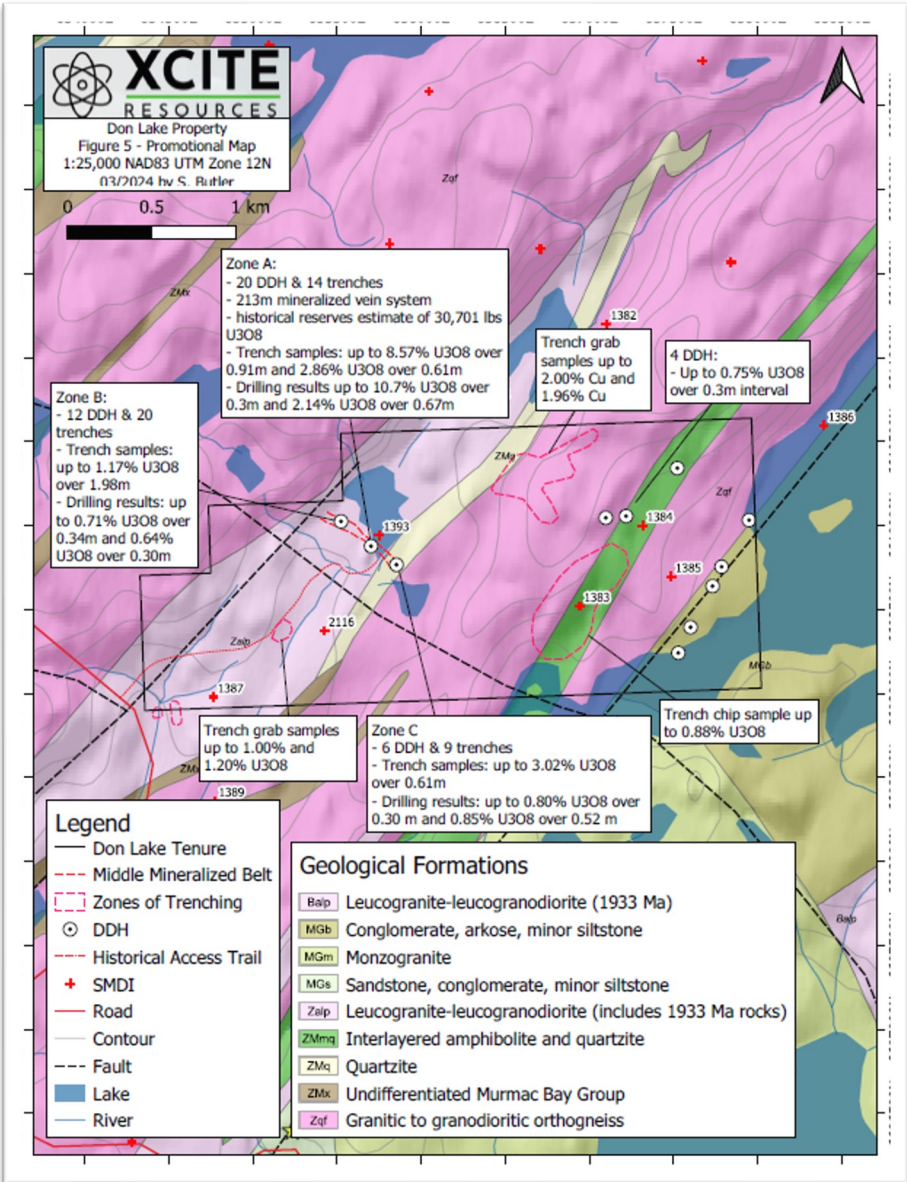 XCITE
RESOURCES
Don Lake Property
Figure 5 - Promotional Map
1:25,000 NAD83 UTM Zone 12N
03/2024 by S. Butler
0 0.5 1 km
Zqf
ZMx
Zone A:
- 20 DDH & 14 trenches
- 213m mineralized vein system
- historical reserves estimate of 30,701 lbs
U3O8
- Trench samples: up to 8.57% U3O8 over
0.91m and 2.86% U3O8 over 0.61m
- Drilling results up to 10.7% U3O8 over
0.3m and 2.14% U3O8 over 0.67m
1382
Trench grab
samples up to
2.00% Cu and
1.96% Cu
4 DDH:
- Up to 0.75% U3O8
over 0.3m interval
Zone B:
- 12 DDH & 20
trenches
- Trench samples:
up to 1.17% U3O8
over 1.98m
- Drilling results: up
to 0.71% U3O8 over
0.34m and 0.64%
U3O8 over 0.30m
1386
ZMq
Zqf
1393
1384
1385
1383
2116
Zalp
MGb
1387
Trench grab samples
up to 1.00% and
1.20% U3O8
Zone C
- 6 DDH & 9 trenches
- Trench samples: up to 3.02% U3O8
over 0.61m
- Drilling results: up to 0.80% U3O8 over
0.30 m and 0.85% U3O8 over 0.52 m
Trench chip sample up
to 0.88% U3O8
ZMx
1389
Legend
Don Lake Tenure
Middle Mineralized Belt
Zones of Trenching
DDH
Historical Access Trail
SMDI
Road
Contour
Fault
Lake
River
Geological Formations
Balp Leucogranite-leucogranodiorite (1933 Ma)
MGb Conglomerate, arkose, minor siltstone
MGm Monzogranite
MGs Sandstone, conglomerate, minor siltstone
Zalp Leucogranite-leucogranodiorite (includes 1933 Ma rocks)
ZMmq Interlayered amphibolite and quartzite
ZMq Quartzite
ZMx Undifferentiated Murmac Bay Group
Zqf Granitic to granodioritic orthogneiss
Balp